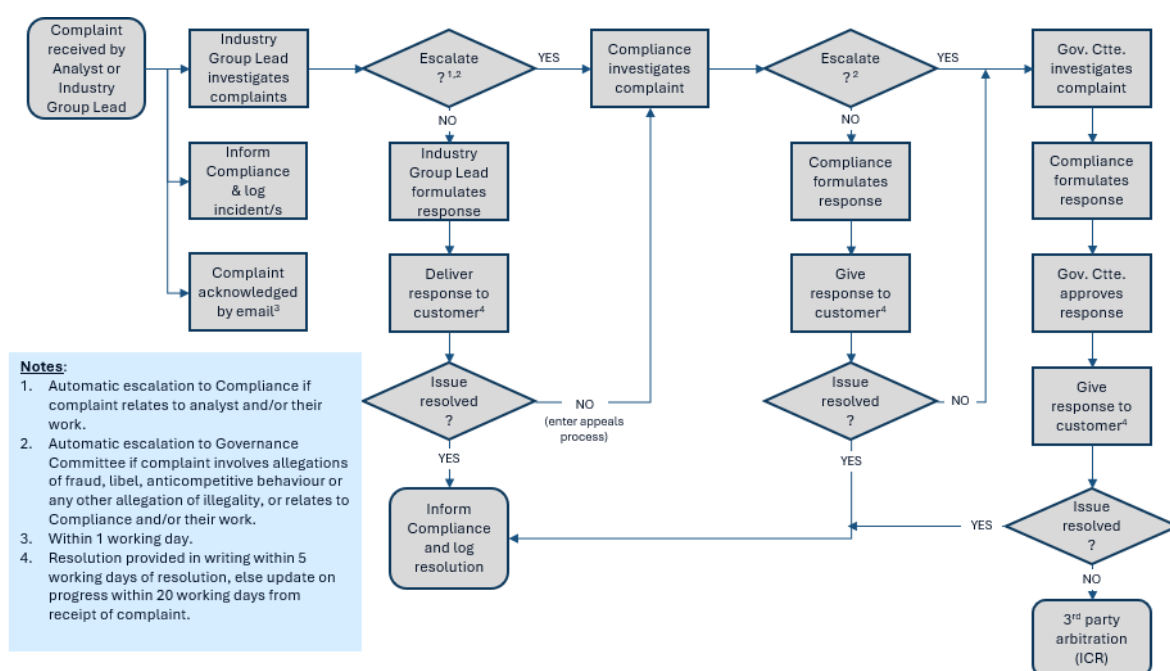 Complaint
received by
Analyst or
Industry
Group Lead
Industry
Group Lead
investigates
complaints
Escalate
?1,2
YES
Compliance
investigates
complaint
Escalate
?2
YES
Gov. Ctte.
investigates
complaint
NO
NO
Inform
Compliance
& log
incident/s
Industry
Group Lead
formulates
response
Compliance
formulates
response
Compliance
formulates
response
Complaint
acknowledged
by email3
Deliver
response to
customer4
Give
response to
customer4
Gov. Ctte.
approves
response
Issue
resolved
?
NO
(enter appeals
process)
Issue
resolved
?
NO
Give
response to
customer4
YES
YES
Inform
Compliance
and log
resolution
YES
Issue
resolved
?
NO
3rd party
arbitration
(ICR)
Notes:
1. Automatic escalation to Compliance if
complaint relates to analyst and/or their
work.
2. Automatic escalation to Governance
Committee if complaint involves allegations
of fraud, libel, anticompetitive behaviour or
any other allegation of illegality, or relates to
Compliance and/or their work.
3. Within 1 working day.
4. Resolution provided in writing within 5
working days of resolution, else update on
progress within 20 working days from
receipt of complaint.